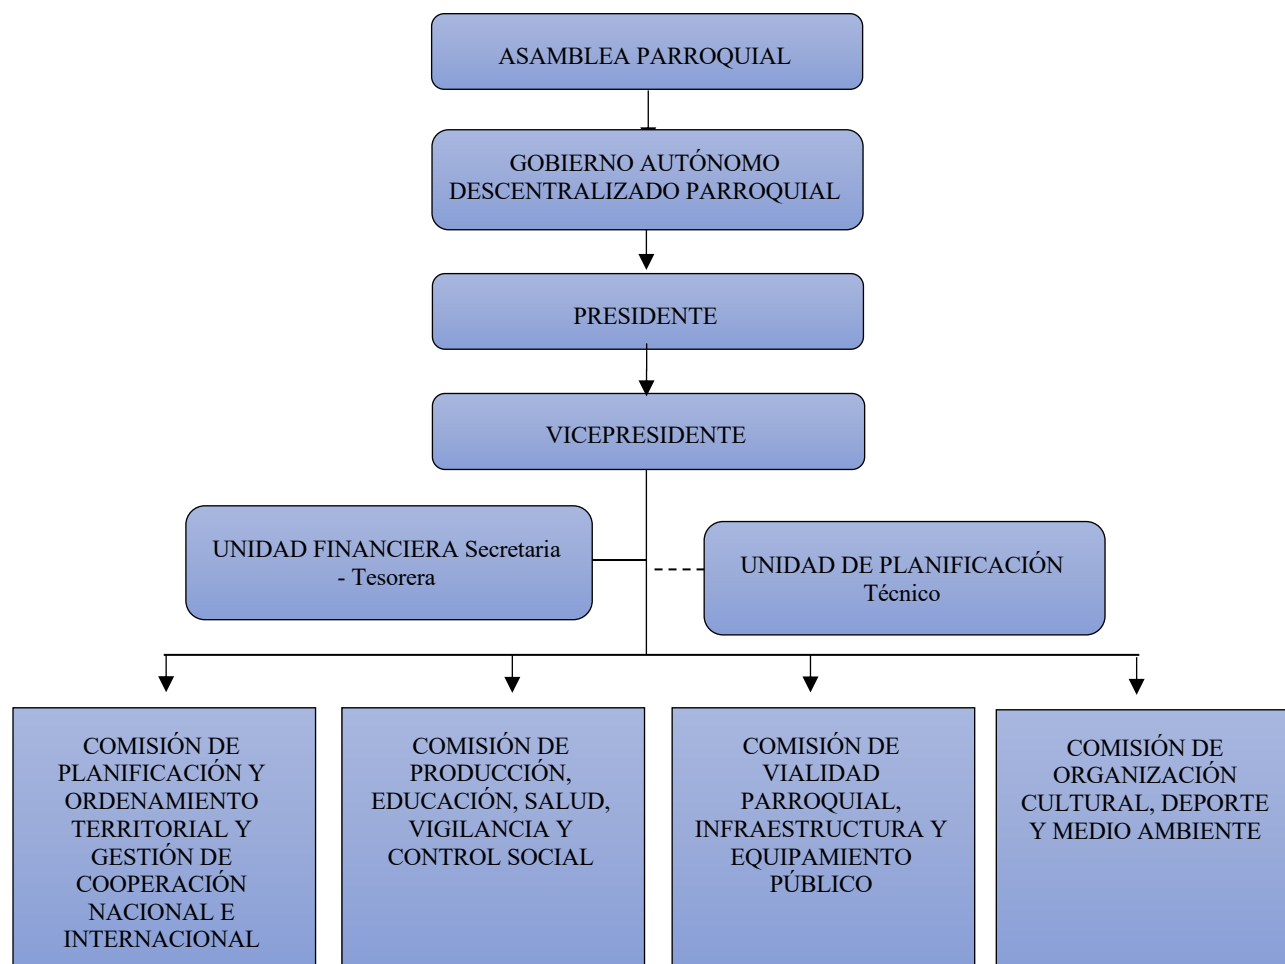 ASAMBLEA PARROQUIAL
GOBIERNO AUTÓNOMO
DESCENTRALIZADO PARROQUIAL
PRESIDENTE
VICEPRESIDENTE
UNIDAD FINANCIERA Secretaria
- Tesorera
UNIDAD DE PLANIFICACIÓN
Técnico
COMISIÓN DE
PLANIFICACIÓN Y
ORDENAMIENTO
TERRITORIAL Y
GESTIÓN DE
COOPERACIÓN
NACIONAL E
INTERNACIONAL
COMISIÓN DE
PRODUCCIÓN,
EDUCACIÓN, SALUD,
VIGILANCIA Y
CONTROL SOCIAL
COMISIÓN DE
VIALIDAD
PARROQUIAL,
INFRAESTRUCTURA Y
EQUIPAMIENTO
PÚBLICO
COMISIÓN DE
ORGANIZACIÓN
CULTURAL, DEPORTE
Y MEDIO AMBIENTE